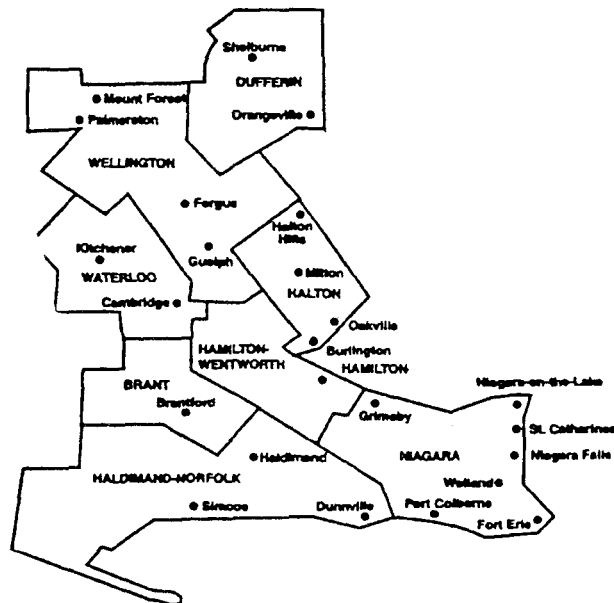 Shelburne
DUFFERIN
Mount Forest
Orangeville
Palmerston
WELLINGTON
Fergus
Halton
Hills
Kitchener
Guelph
WATERLOO
Milton
HALTON
Cambridge
Oakville
HAMILTON-
WENTWORTH
Burlington
HAMILTON
BRANT
Niagara-on-the-Lake
Brantford
Grimsby
St. Catharines
Haldimand
NIAGARA
Niagara Falls
HALDIMAND-NORFOLK
Welland
Simcoe
Dunnville
Port Colborne
Fort Erie